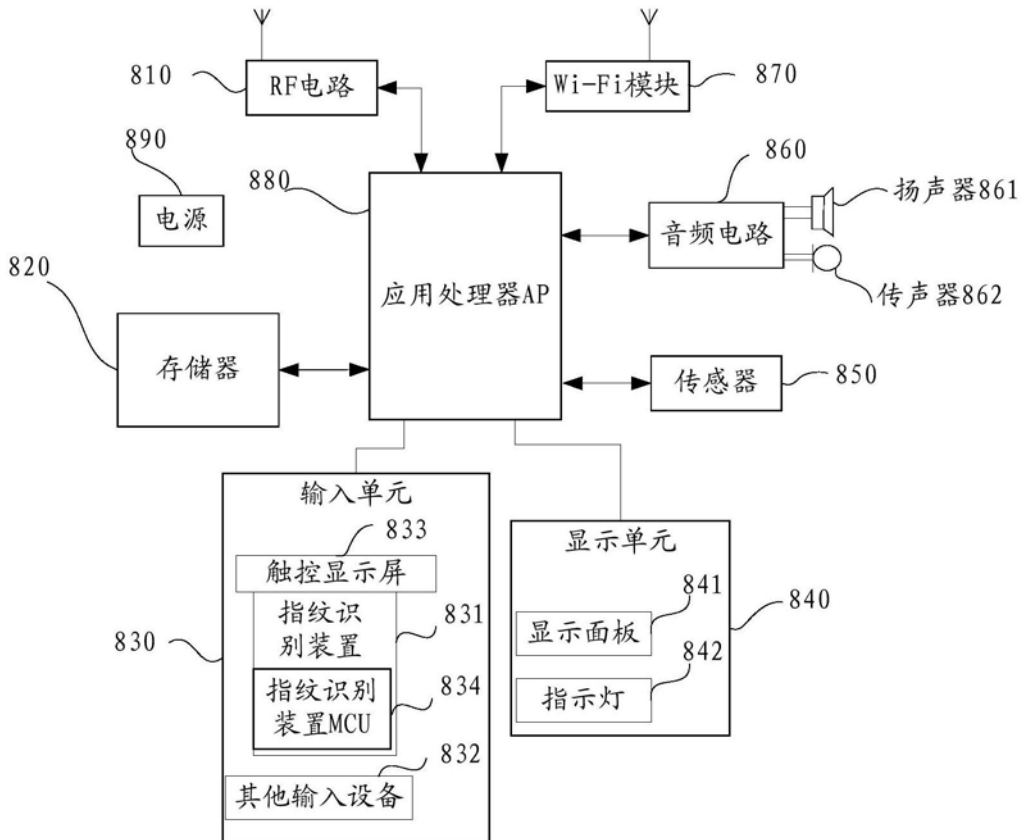 810
RF电路
Wi-Fi模块
870
890
电源
880
860
扬声器861
音频电路
传声器862
820
应用处理器AP
存储器
传感器
850
输入单元
833
触控显示屏
指纹识
别装置
831
830
指纹识别
装置MCU
834
832
其他输入设备
显示单元
841
显示面板
840
842
指示灯